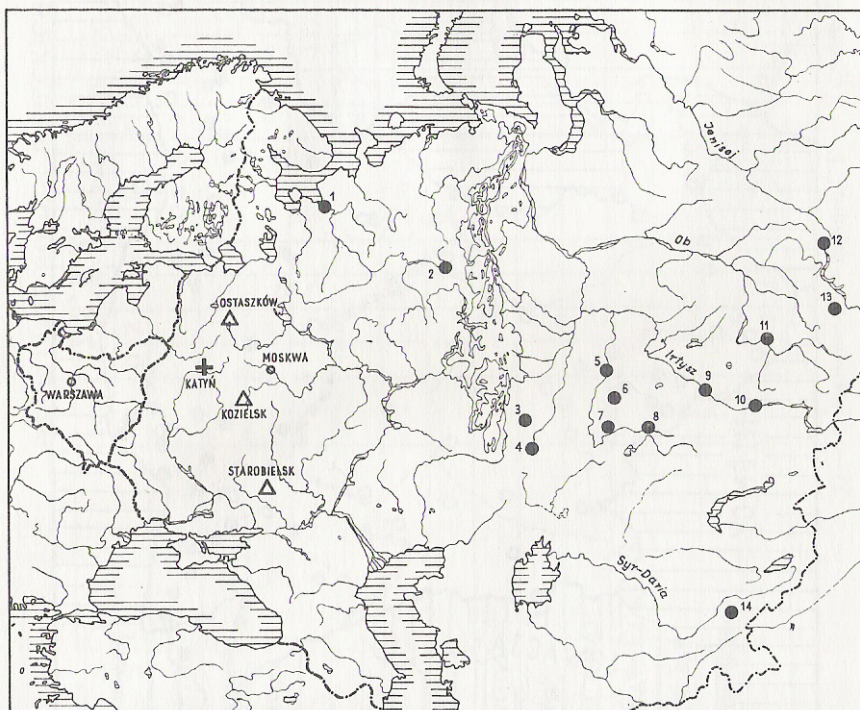 Jenisej
1
Ob
12
2
13
OSTASZKÓW
11
MOSKWA
5
Irtysz
9
KATYŃ
WARSZAWA
6
10
KOZIELSK
3
7
8
4
STAROBIELSK
Syr-Daria
14